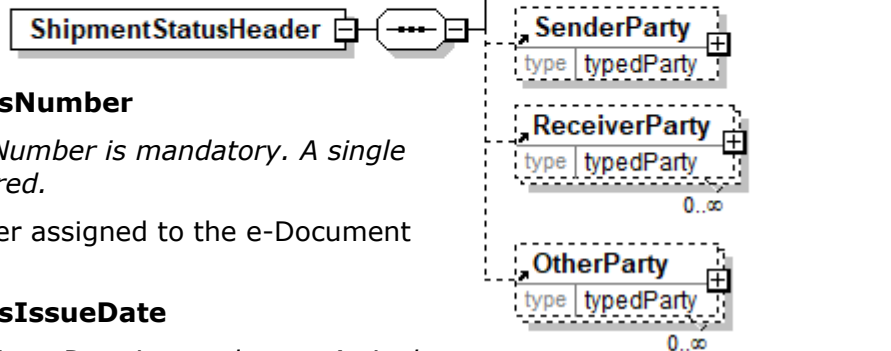 ShipmentStatusHeader
sNumber
Number is mandatory. A single
red.
er assigned to the e-Document
sIssueDate
SenderParty
type typedParty
ReceiverParty
type typedParty
0..∞
OtherParty
type typedParty
0..∞